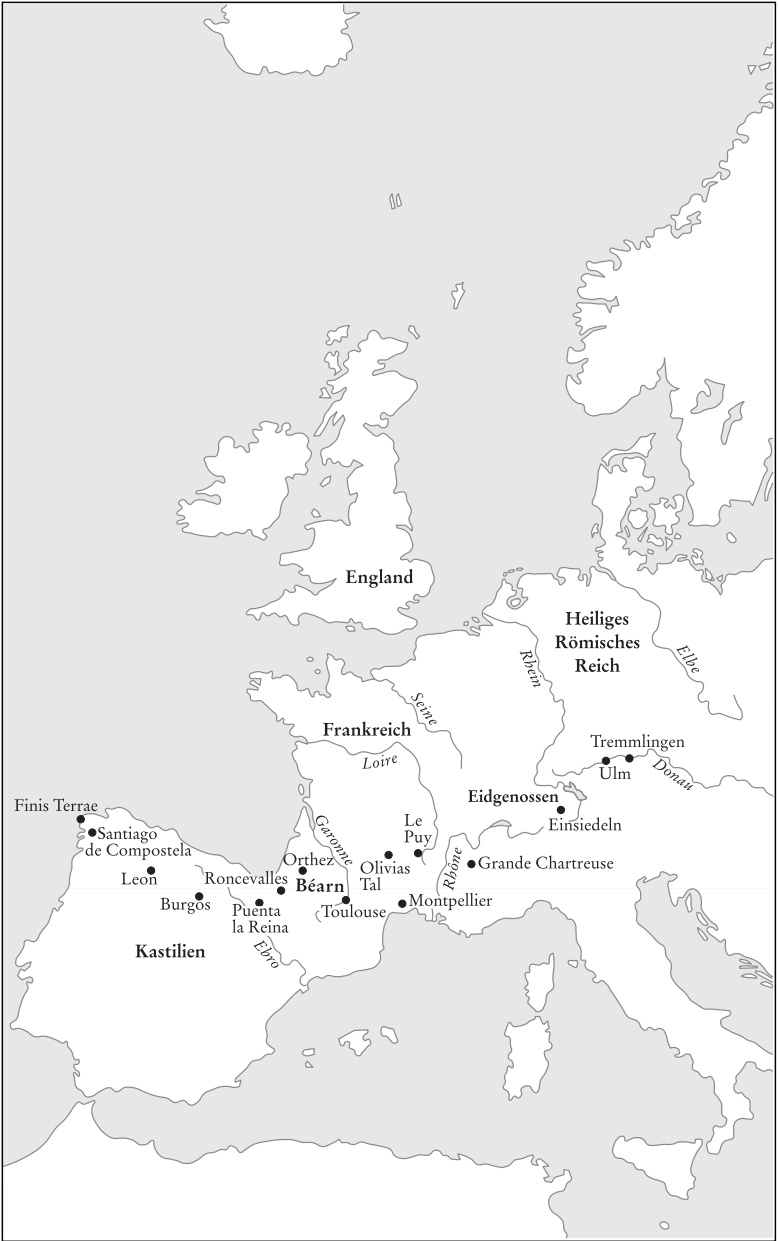 England
Heiliges
Römisches
Reich
Elbe
Rhein
Seine
Frankreich
Loire
Tremmlingen
Ulm
Donau
Eidgenossen
Einsiedeln
Finis Terrae
Santiago
de Compostela
Leon
Burgos
Roncevalles
Puenta
la Reina
Orthez
Béarn
Garonne
Toulouse
Le
Puy
Olivias
Tal
Rhône
Grande Chartreuse
Montpellier
Kastilien
Ebro